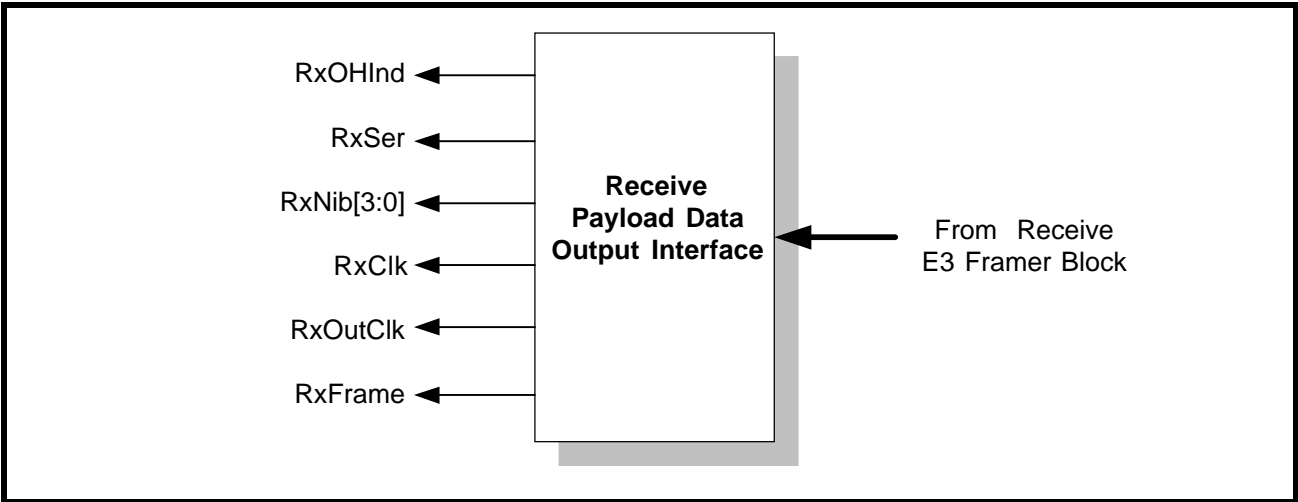 RxOHInd
RxSer
RxNib[3:0]
RxClk
RxOutClk
RxFrame
Receive
Payload Data
Output Interface
From Receive
E3 Framer Block